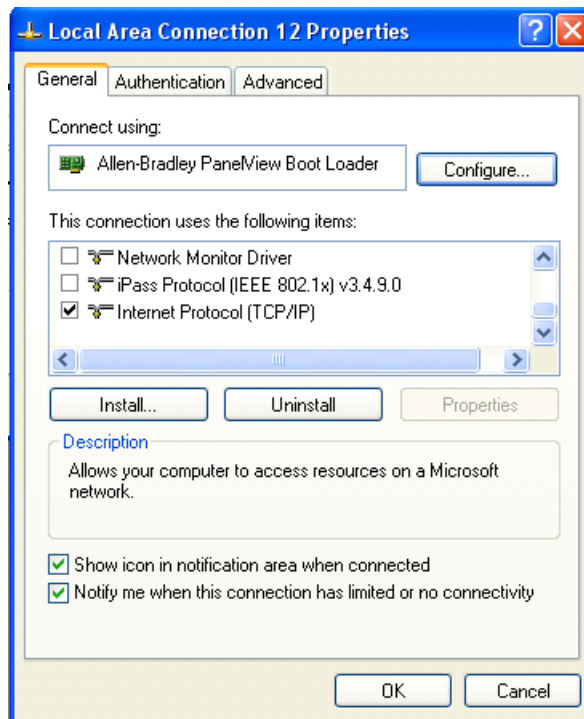 Local Area Connection 12 Properties
General Authentication Advanced
Connect using:
Allen-Bradley PanelView Boot Loader
Configure...
This connection uses the following items:
Network Monitor Driver
iPass Protocol (IEEE 802.1x) v3.4.9.0
Internet Protocol (TCP/IP)
Install... Uninstall Properties
Description
Allows your computer to access resources on a Microsoft
network.
Show icon in notification area when connected
Notify me when this connection has limited or no connectivity
OK Cancel